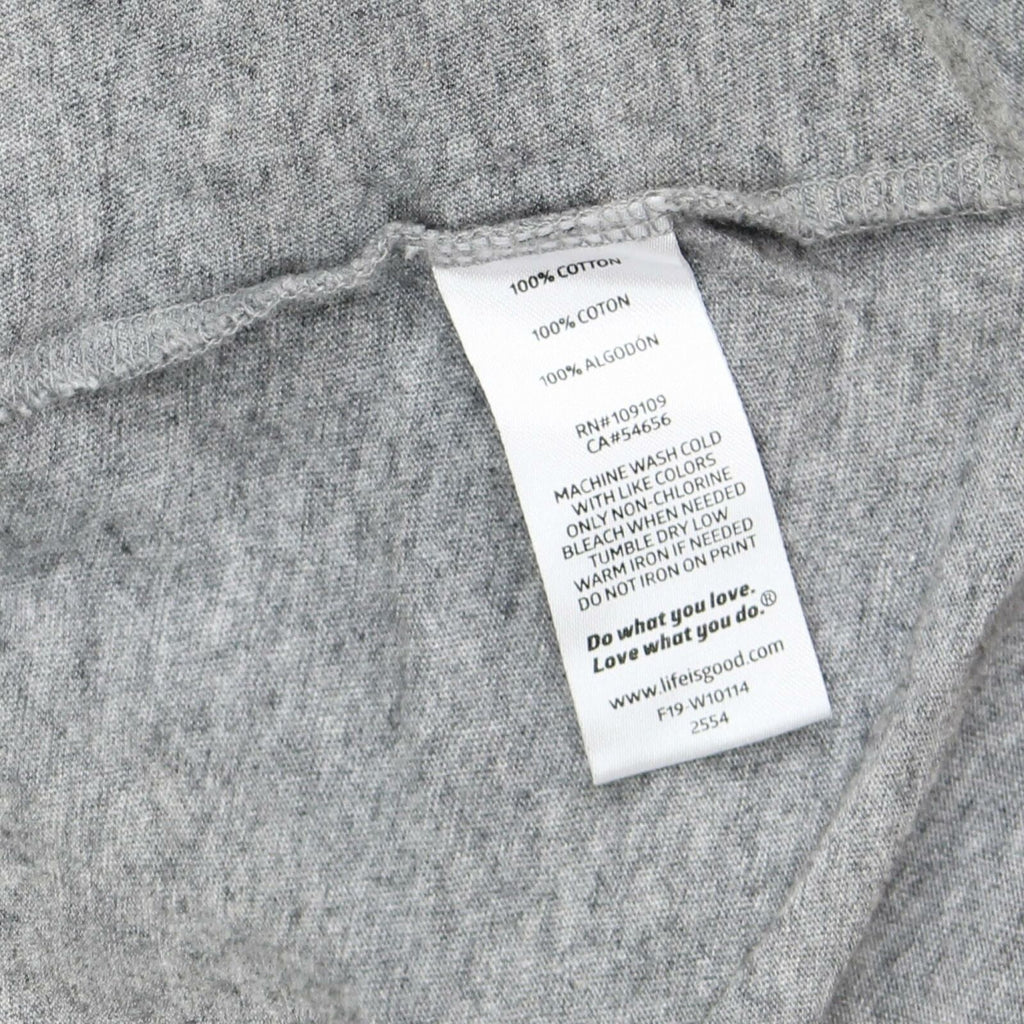 100% COTTON
100% COTON
100% ALGODÓN
RN#109109
CA#54656
MACHINE WASH COLD
WITH LIKE COLORS
ONLY NON-CHLORINE
BLEACH WHEN NEEDED
TUMBLE DRY LOW
WARM IRON IF NEEDED
DO NOT IRON ON PRINT
Do what you love.
Love what you do.®
www.lifeisgood.com
F19-W10114
2554